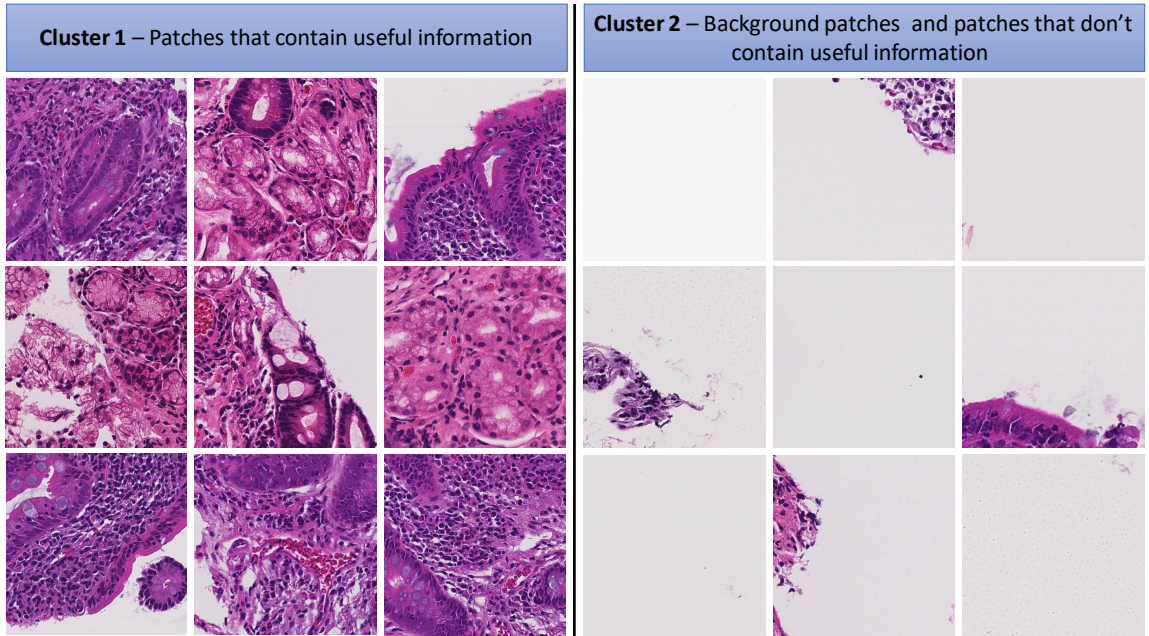 Cluster 1 – Patches that contain useful information
Cluster 2 – Background patches and patches that don't
contain useful information